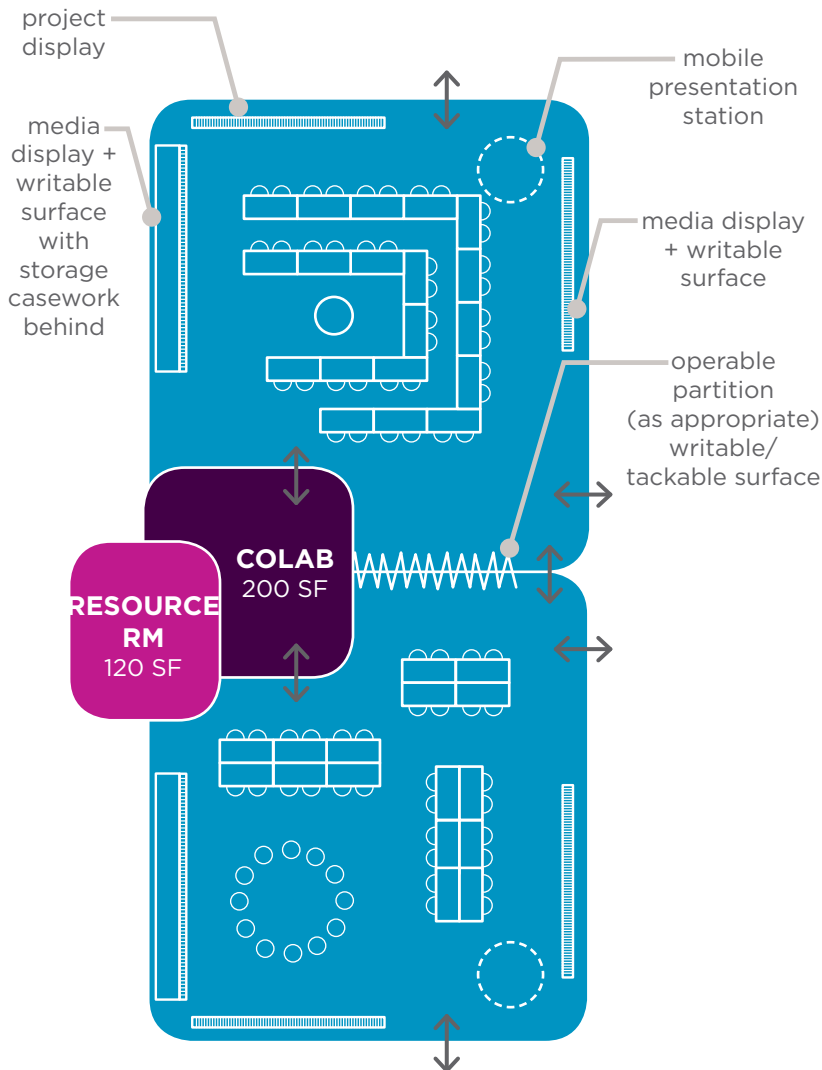 project
display
mobile
presentation
station
media
display +
writable
surface
with
storage
casework
behind
media display
+ writable
surface
operable
partition
(as appropriate)
writable/
tackable surface
COLAB
200 SF
RESOURCE
RM
120 SF